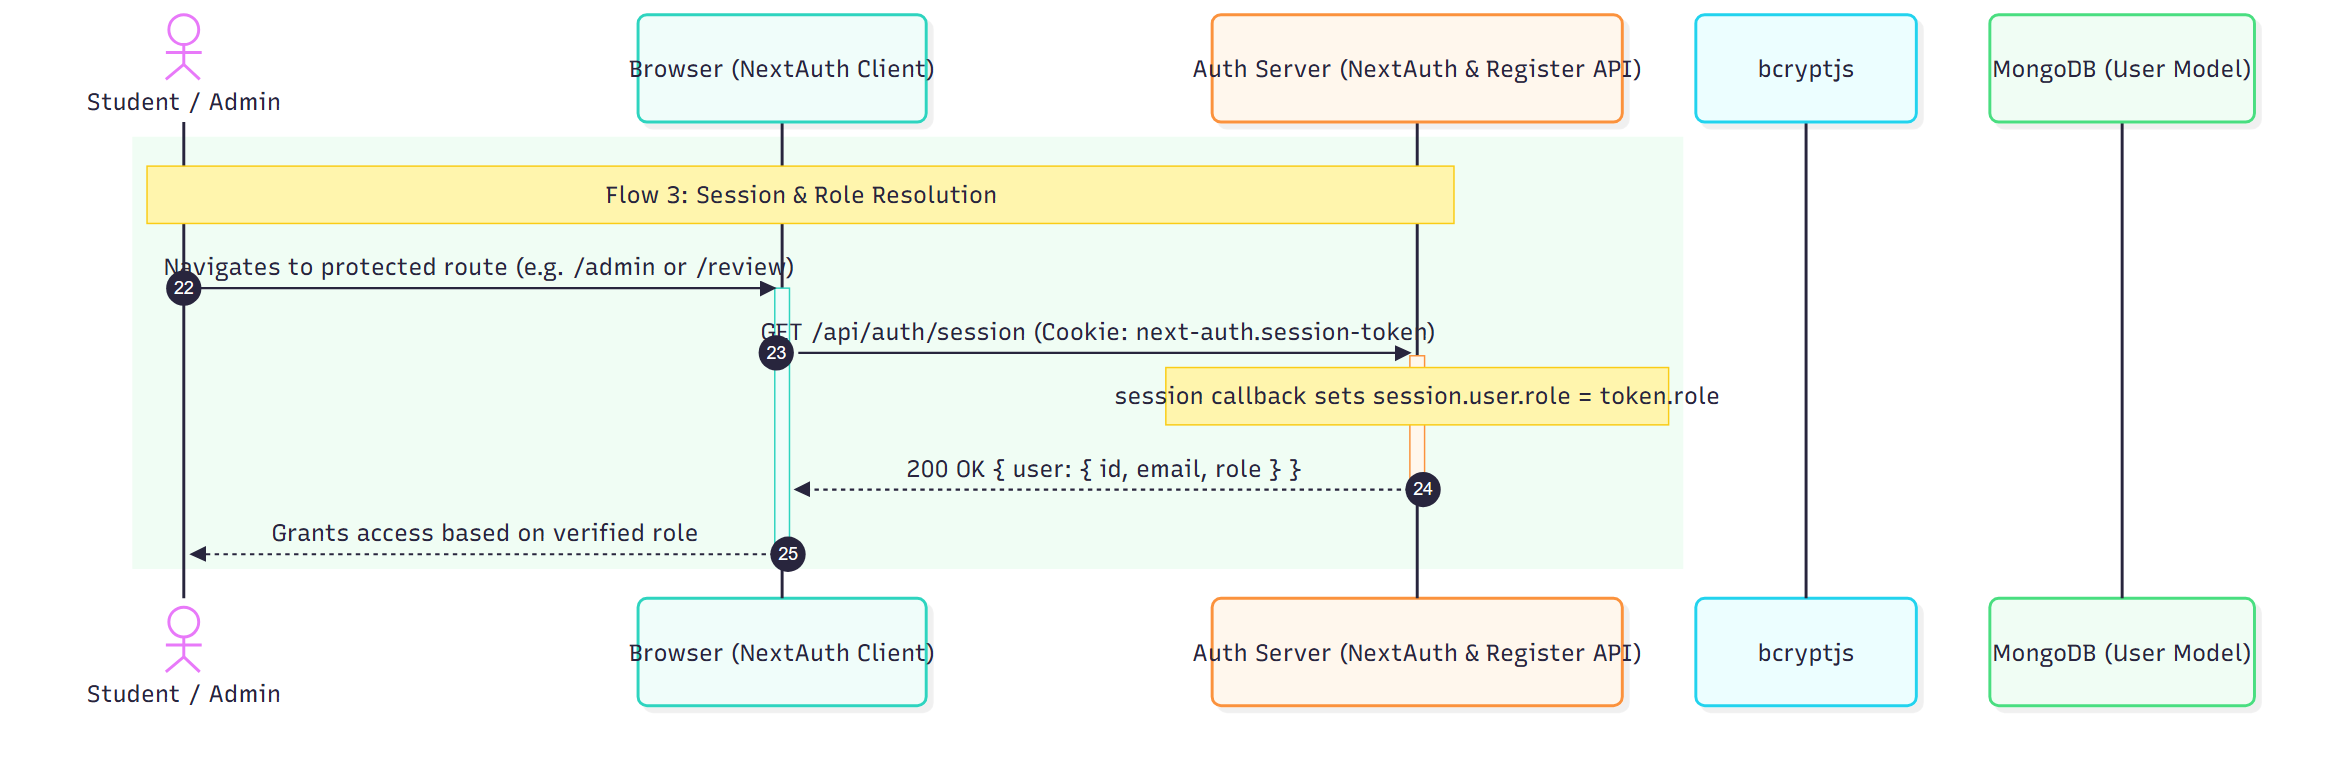 Student / Admin
Browser (NextAuth Client)
Auth Server (NextAuth & Register API)
bcryptjs
MongoDB (User Model)
Flow 3: Session & Role Resolution
Navigates to protected route (e.g. /admin or /review)
22
GET /api/auth/session (Cookie: next-auth.session-token)
23
session callback sets session.user.role = token.role
200 OK { user: { id, email, role } }
24
Grants access based on verified role
25
Student / Admin
Browser (NextAuth Client)
Auth Server (NextAuth & Register API)
bcryptjs
MongoDB (User Model)